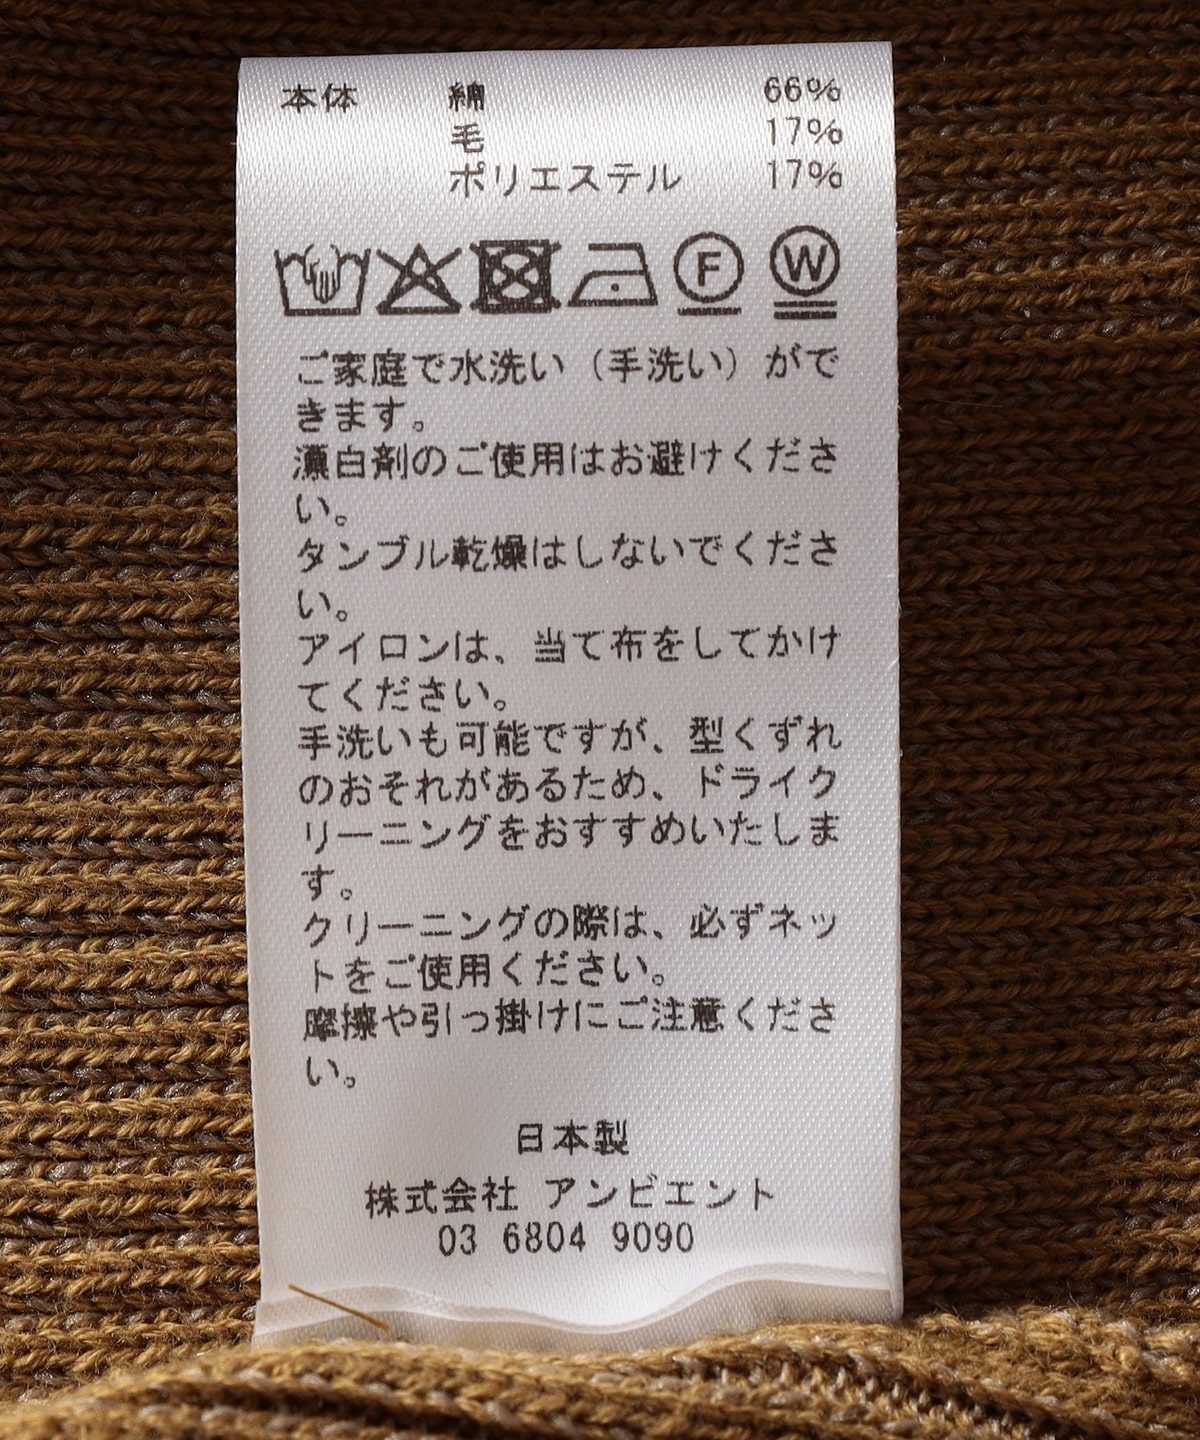 本体 綿 66%
毛 17%
ポリエステル 17%
F W
ご家庭で水洗い（手洗い）がで
きます。
漂白剤のご使用はお避けくださ
い。
タンブル乾燥はしないでくださ
い。
アイロンは、当て布をしてかけ
てください。
手洗いも可能ですが、型くずれ
のおそれがあるため、ドライク
リーニングをおすすめいたしま
す。
クリーニングの際は、必ずネッ
トをご使用ください。
摩擦や引っ掛けにご注意くださ
い。
日本製
株式会社 アンビエント
03 6804 9090